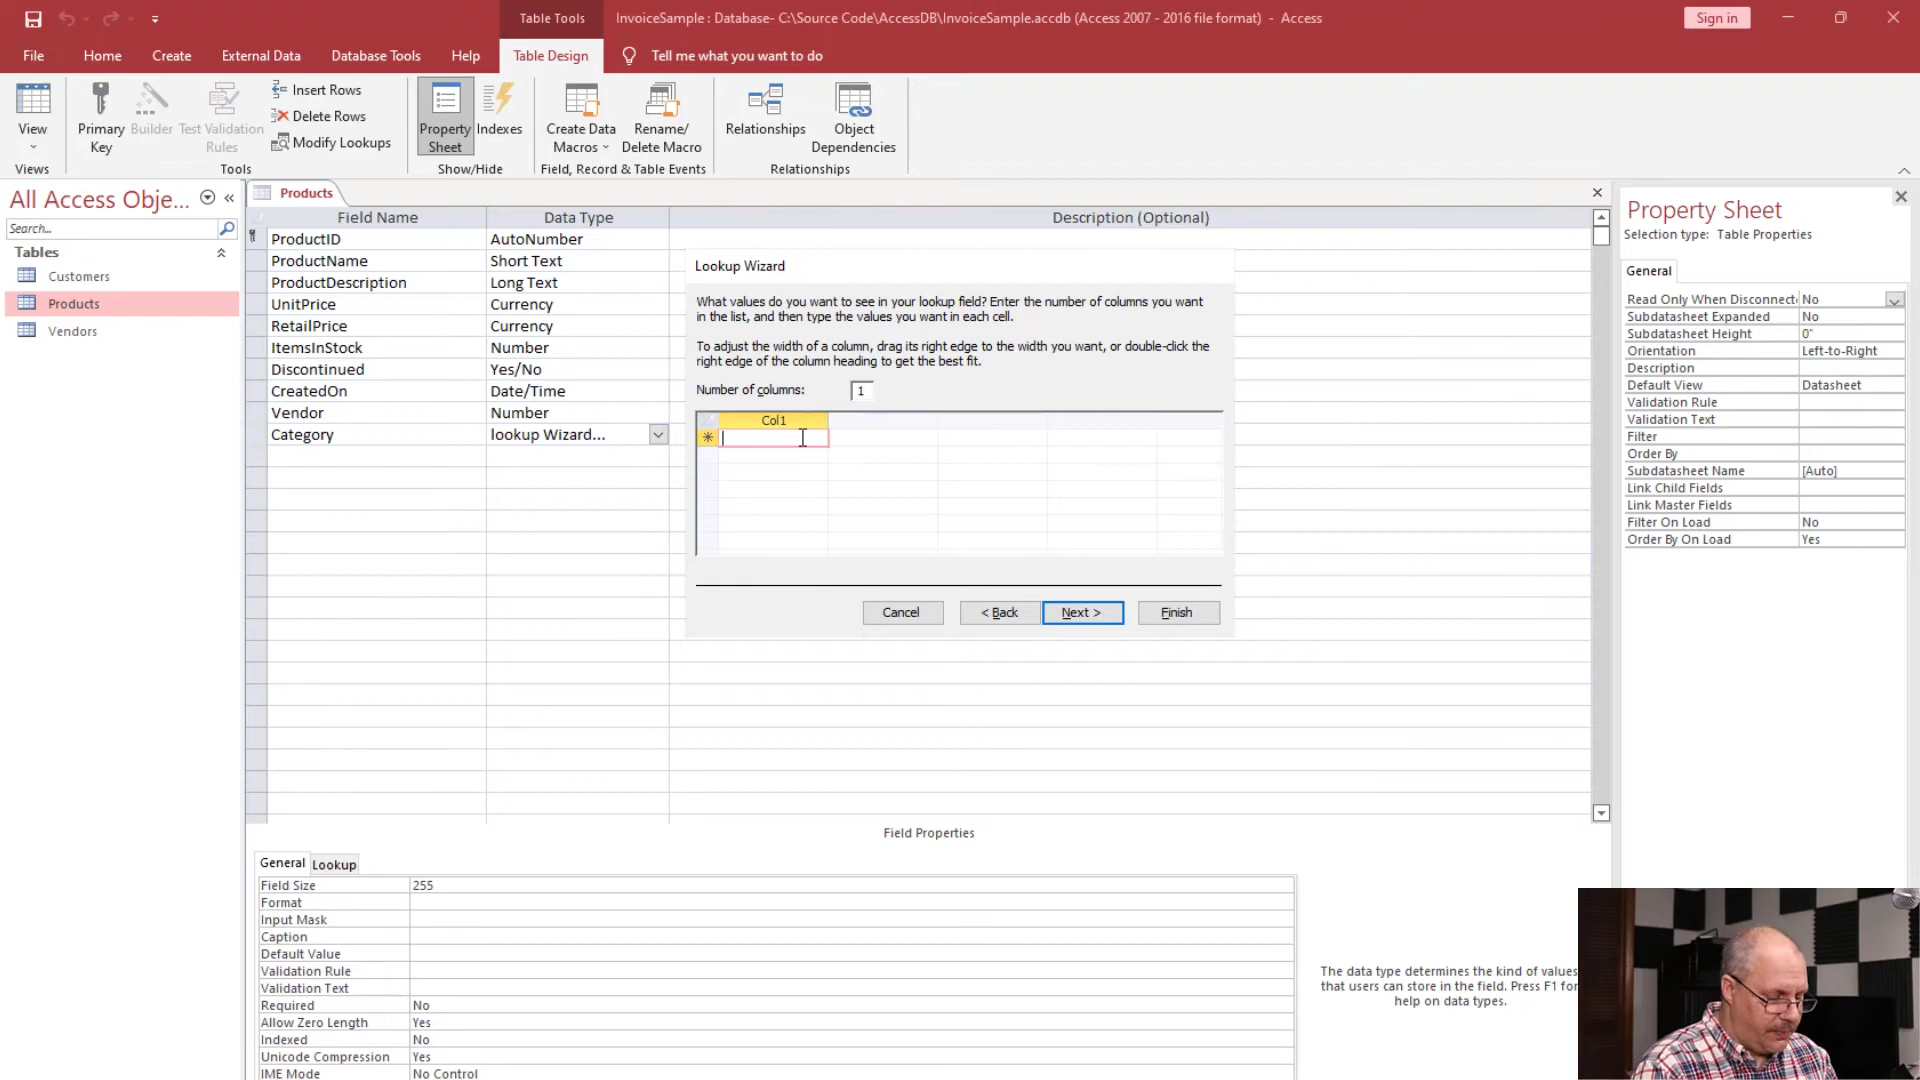 Table Tools
InvoiceSample : Database- C:\Source Code\AccessDB\InvoiceSample.accdb (Access 2007 - 2016 file format) - Access
Sign in
File Home Create External Data Database Tools Help Table Design Tell me what you want to do
View
Views
Primary Key
Builder
Test Validation Rules
Insert Rows
Delete Rows
Modify Lookups
Tools
Property Sheet
Indexes
Show/Hide
Create Data Macros
Rename/ Delete Macro
Field, Record & Table Events
Relationships
Object Dependencies
Relationships
All Access Obje...
Search...
Tables
Customers
Products
Vendors
Products
Field Name Data Type Description (Optional)
ProductID AutoNumber
ProductName Short Text
ProductDescription Long Text
UnitPrice Currency
RetailPrice Currency
ItemsInStock Number
Discontinued Yes/No
CreatedOn Date/Time
Vendor Number
Category lookup Wizard...
Lookup Wizard
What values do you want to see in your lookup field? Enter the number of columns you want
in the list, and then type the values you want in each cell.
To adjust the width of a column, drag its right edge to the width you want, or double-click the
right edge of the column heading to get the best fit.
Number of columns: 1
Col1
Cancel < Back Next > Finish
Field Properties
General Lookup
Field Size 255
Format
Input Mask
Caption
Default Value
Validation Rule
Validation Text
Required No
Allow Zero Length Yes
Indexed No
Unicode Compression Yes
IME Mode No Control
The data type determines the kind of values
that users can store in the field. Press F1 for
help on data types.
Property Sheet
Selection type: Table Properties
General
Read Only When Disconnect No
Subdatasheet Expanded No
Subdatasheet Height 0"
Orientation Left-to-Right
Description
Default View Datasheet
Validation Rule
Validation Text
Filter
Order By
Subdatasheet Name [Auto]
Link Child Fields
Link Master Fields
Filter On Load No
Order By On Load Yes